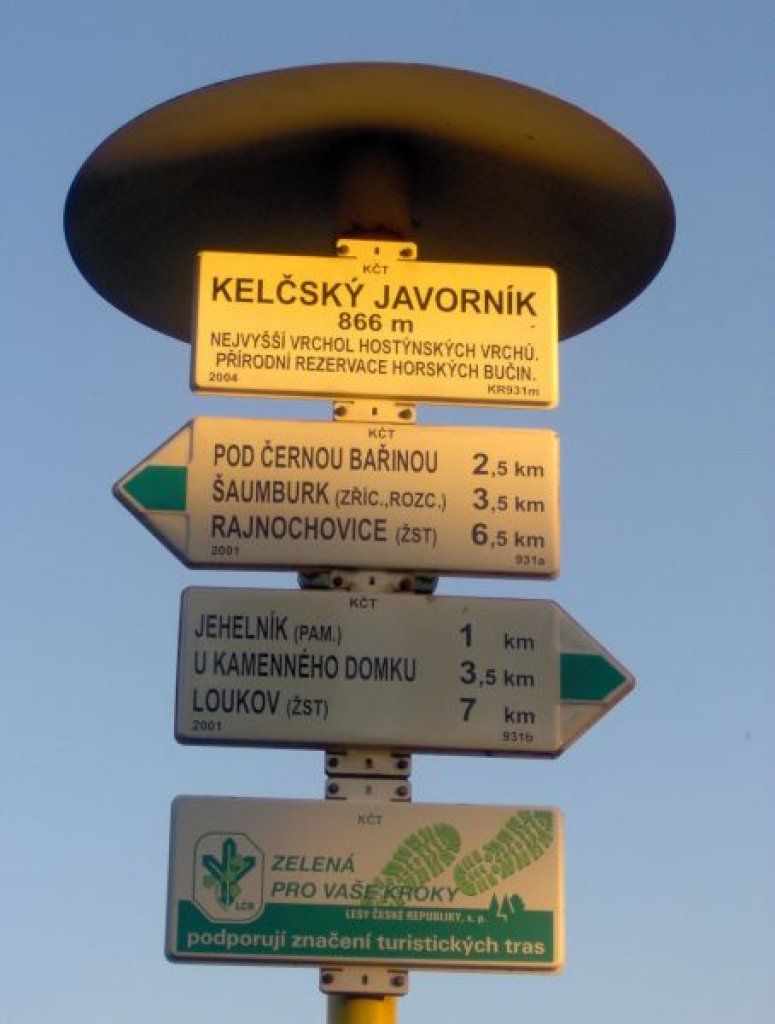 KČT
KELČSKÝ JAVORNÍK
866 m
NEJVYŠŠÍ VRCHOL HOSTÝNSKÝCH VRCHŮ.
PŘÍRODNÍ REZERVACE HORSKÝCH BUČIN.
2004 KR931m
KČT
POD ČERNOU BAŘINOU 2,5 km
ŠAUMBURK (ZŘÍC.,ROZC.) 3,5 km
RAJNOCHOVICE (ŽST) 6,5 km
2001 931a
KČT
JEHELNÍK (PAM.) 1 km
U KAMENNÉHO DOMKU 3,5 km
LOUKOV (ŽST) 7 km
2001 931b
KČT
ZELENÁ
PRO VAŠE KROKY
LČR
LESY ČESKÉ REPUBLIKY, s. p.
podporují značení turistických tras